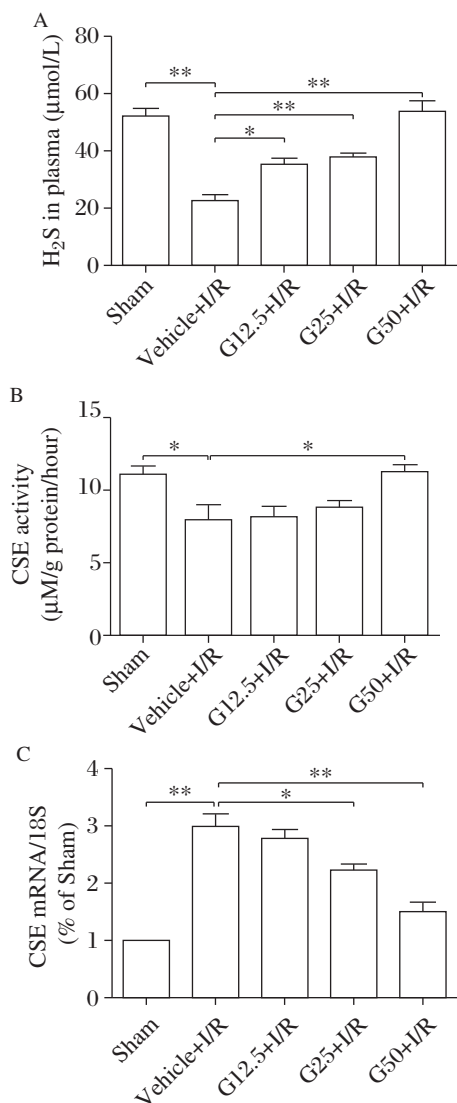 A
H₂S in plasma (µmol/L)
80
60
40
20
0
**
**
**
*
Sham
Vehicle+I/R
G12.5+I/R
G25+I/R
G50+I/R
B
CSE activity
(µM/g protein/hour)
15
10
5
0
*
*
Sham
Vehicle+I/R
G12.5+I/R
G25+I/R
G50+I/R
C
CSE mRNA/18S
(% of Sham)
4
3
2
1
0
**
**
*
Sham
Vehicle+I/R
G12.5+I/R
G25+I/R
G50+I/R